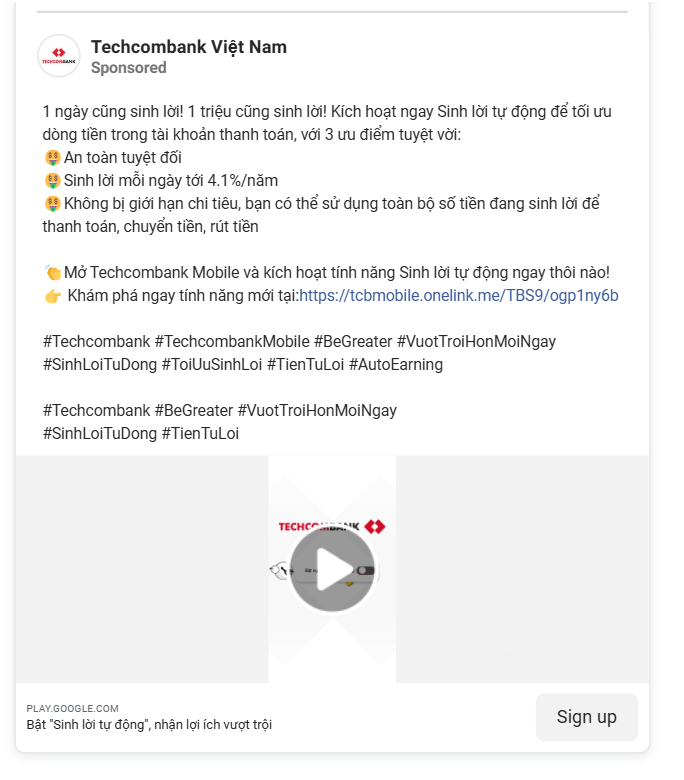 TECHCOMBANK
Techcombank Việt Nam
Sponsored
1 ngày cũng sinh lời! 1 triệu cũng sinh lời! Kích hoạt ngay Sinh lời tự động để tối ưu
dòng tiền trong tài khoản thanh toán, với 3 ưu điểm tuyệt vời:
🤑An toàn tuyệt đối
🤑Sinh lời mỗi ngày tới 4.1%/năm
🤑Không bị giới hạn chi tiêu, bạn có thể sử dụng toàn bộ số tiền đang sinh lời để
thanh toán, chuyển tiền, rút tiền
👏Mở Techcombank Mobile và kích hoạt tính năng Sinh lời tự động ngay thôi nào!
👉 Khám phá ngay tính năng mới tại:https://tcbmobile.onelink.me/TBS9/ogp1ny6b
#Techcombank #TechcombankMobile #BeGreater #VuotTroiHonMoiNgay
#SinhLoiTuDong #ToiUuSinhLoi #TienTuLoi #AutoEarning
#Techcombank #BeGreater #VuotTroiHonMoiNgay
#SinhLoiTuDong #TienTuLoi
TECHCOMBANK
PLAY.GOOGLE.COM
Bật "Sinh lời tự động", nhận lợi ích vượt trội
Sign up